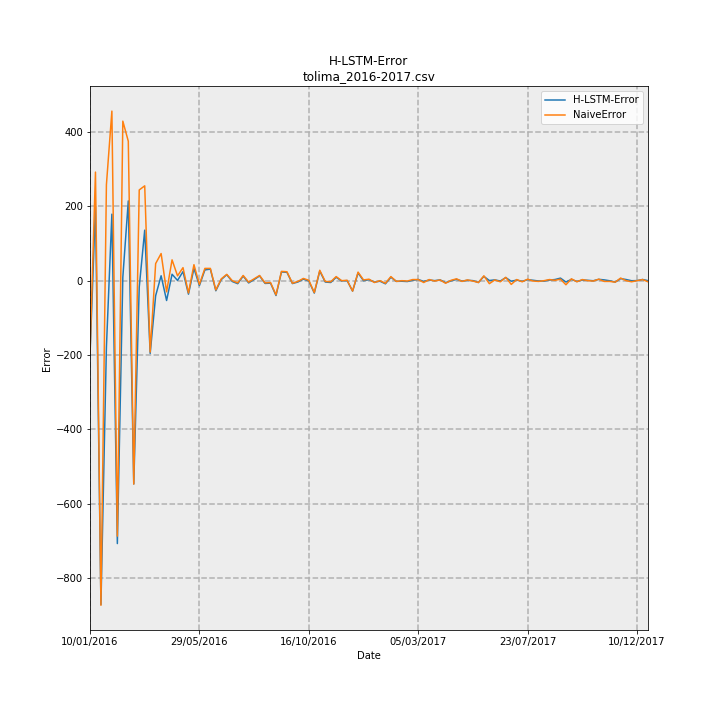 H-LSTM-Error
tolima_2016-2017.csv
H-LSTM-Error
NaiveError
400
200
0
−200
−400
−600
−800
Error
10/01/2016 29/05/2016 16/10/2016 05/03/2017 23/07/2017 10/12/2017
Date